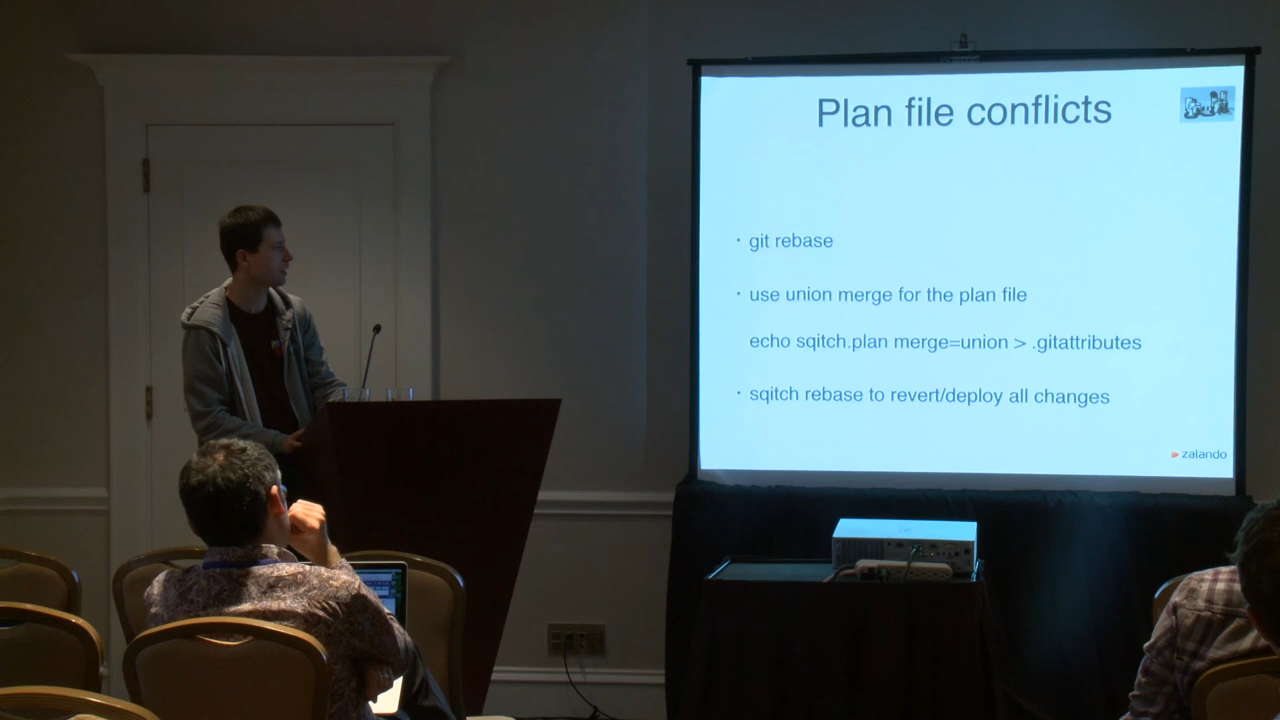 Plan file conflicts
· git rebase
· use union merge for the plan file
echo sqitch.plan merge=union > .gitattributes
· sqitch rebase to revert/deploy all changes
zalando